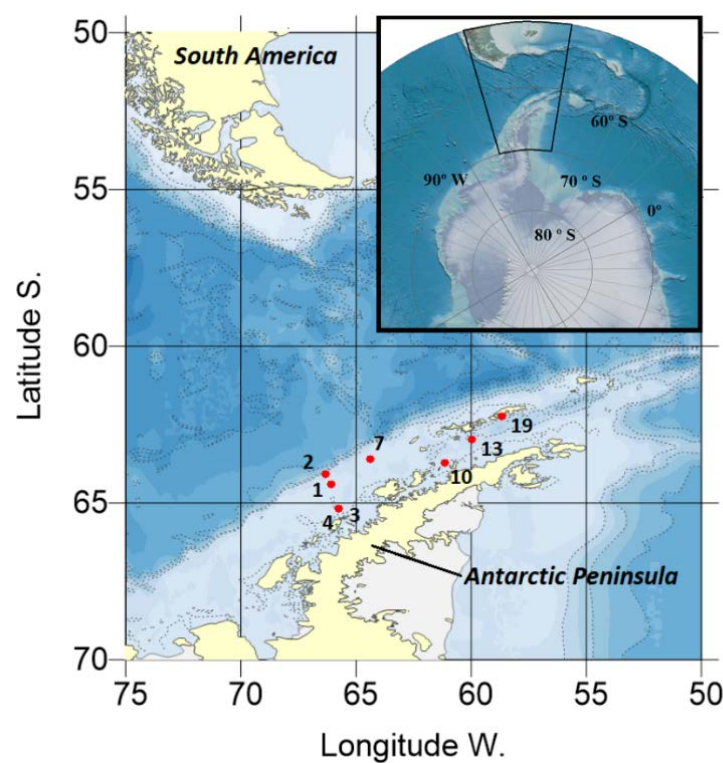 50
South America
60° S
90° W
70 ° S
0°
80 ° S
55
Latitude S.
60
19
7
13
2
10
1
65
4
3
Antarctic Peninsula
70
75
70
65
60
55
50
Longitude W.